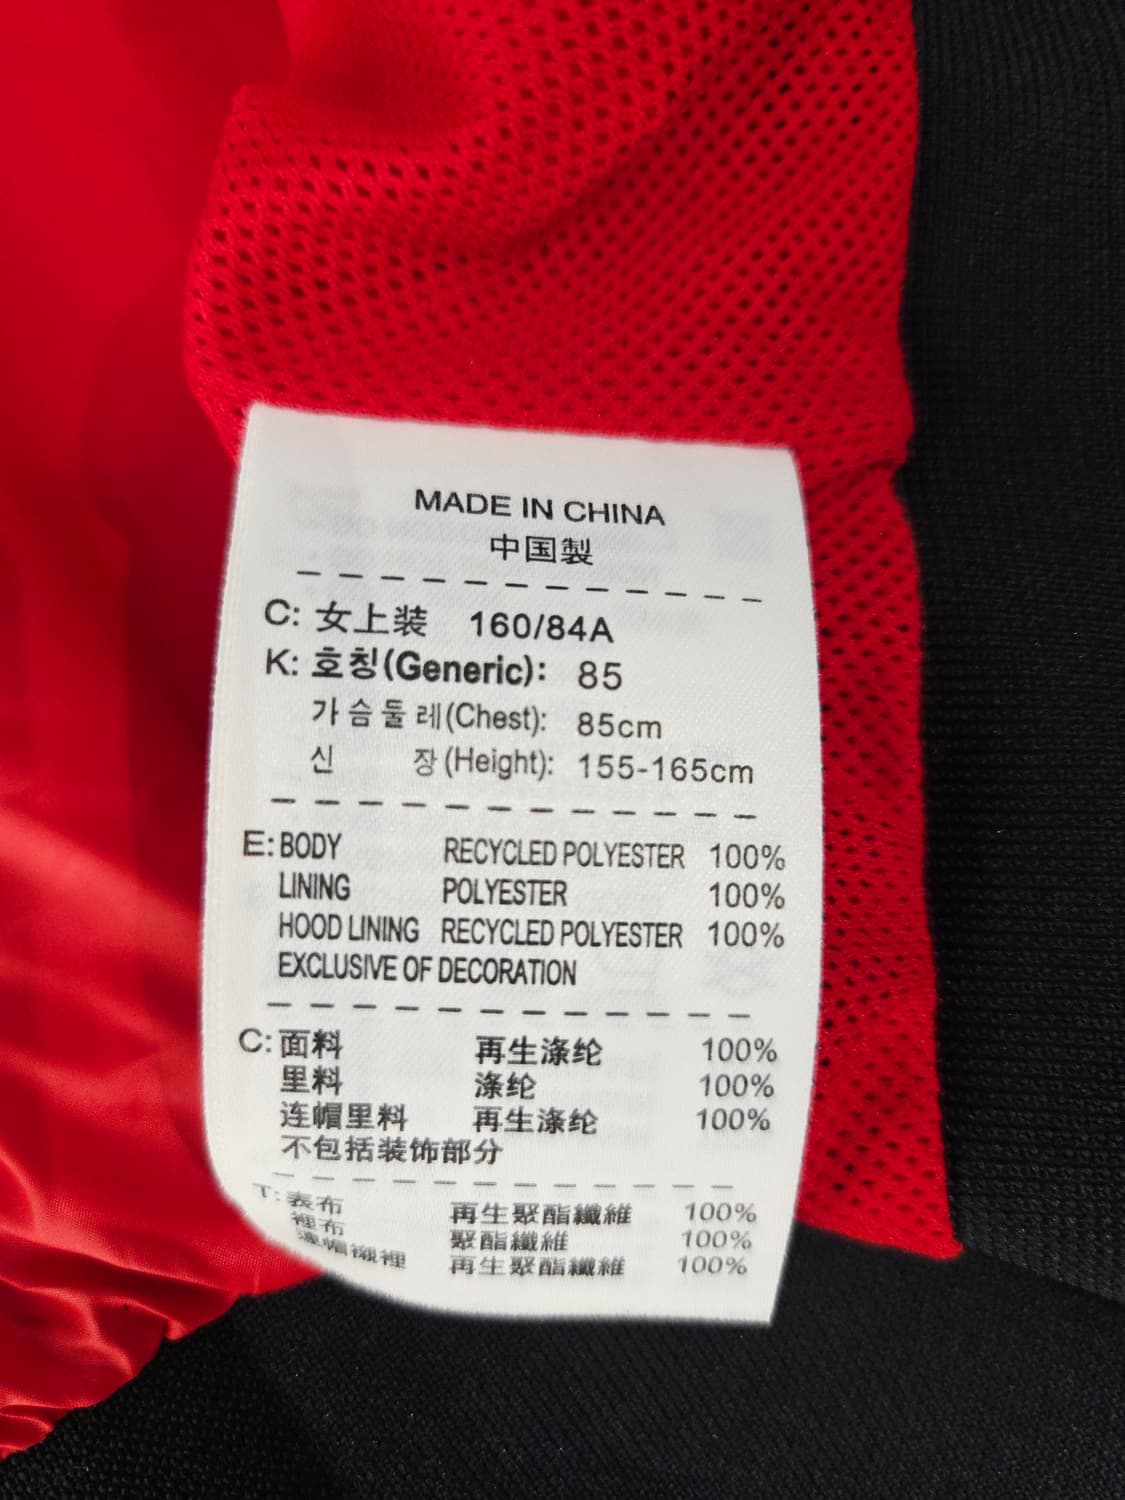 MADE IN CHINA
中国製
C: 女上装 160/84A
K: 호칭(Generic): 85
가슴둘레(Chest): 85cm
신 장(Height): 155-165cm
E: BODY RECYCLED POLYESTER 100%
LINING POLYESTER 100%
HOOD LINING RECYCLED POLYESTER 100%
EXCLUSIVE OF DECORATION
C: 面料 再生涤纶 100%
里料 涤纶 100%
连帽里料 再生涤纶 100%
不包括装饰部分
T: 表布 再生聚酯纖維 100%
裡布 聚酯纖維 100%
連帽襯裡 再生聚酯纖維 100%